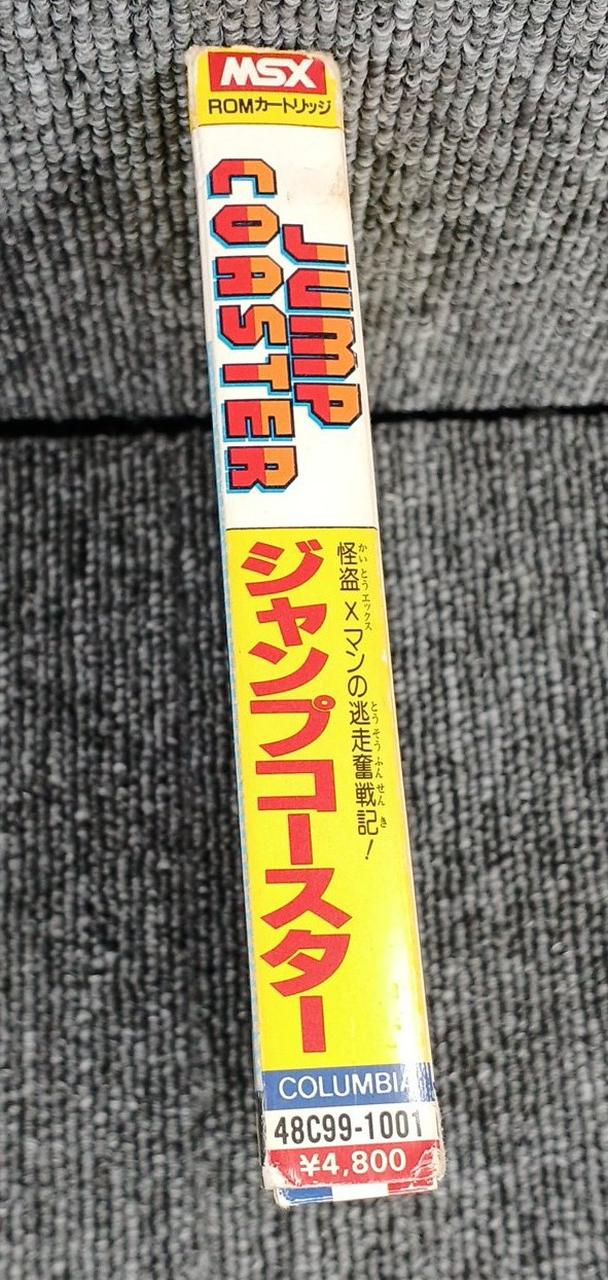 MSX
ROMカートリッジ
JUMP
COASTER
かいとうエックス とうそうふんせんき
怪盗Xマンの逃走奮戦記!
ジャンプコースター
COLUMBIA
48C99-1001
¥4,800